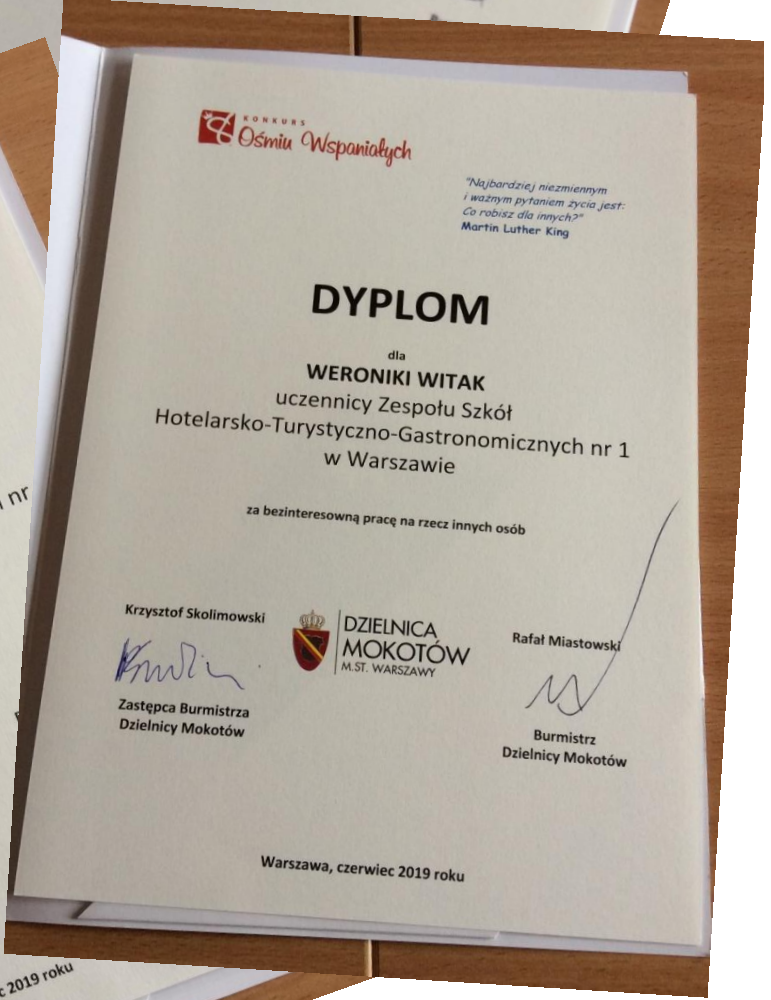 KONKURS
Ośmiu Wspaniałych
"Najbardziej niezmiennym
i ważnym pytaniem życia jest:
Co robisz dla innych?"
Martin Luther King
DYPLOM
dla
WERONIKI WITAK
uczennicy Zespołu Szkół
Hotelarsko-Turystyczno-Gastronomicznych nr 1
w Warszawie
za bezinteresowną pracę na rzecz innych osób
Krzysztof Skolimowski
Zastępca Burmistrza
Dzielnicy Mokotów
DZIELNICA
MOKOTÓW
M.ST. WARSZAWY
Rafał Miastowski
Burmistrz
Dzielnicy Mokotów
Warszawa, czerwiec 2019 roku
nr
c 2019 roku